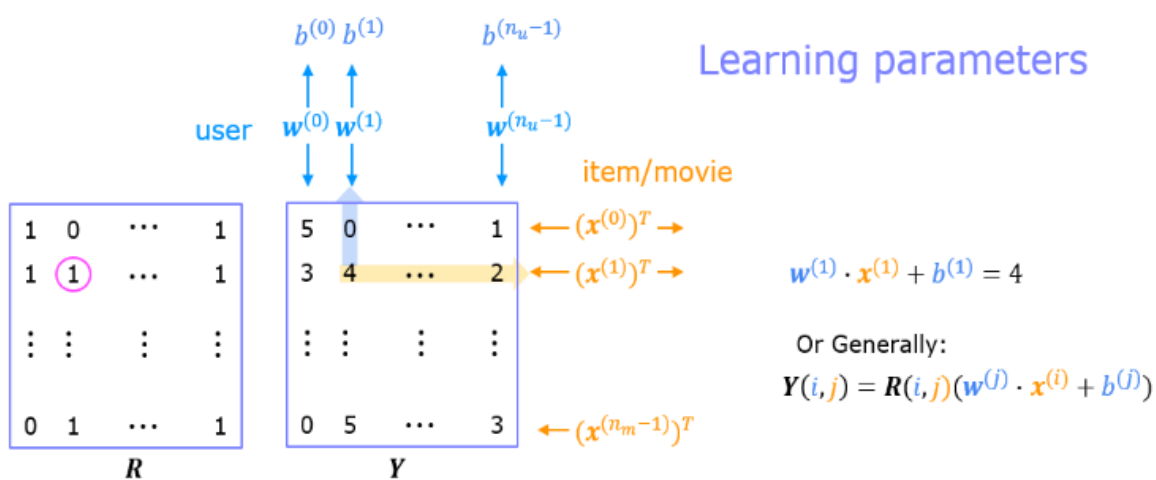 b^(0) b^(1) b^(n_u−1)
Learning parameters
user w^(0) w^(1) w^(n_u−1)
item/movie
1 0 ⋯ 1
1 1 ⋯ 1
⋮ ⋮ ⋮ ⋮
0 1 ⋯ 1
R
5 0 ⋯ 1
3 4 ⋯ 2
⋮ ⋮ ⋮ ⋮
0 5 ⋯ 3
Y
←(x^(0))^T→
←(x^(1))^T→
←(x^(n_m−1))^T
w^(1) · x^(1) + b^(1) = 4
Or Generally:
Y(i,j) = R(i,j)(w^(j) · x^(i) + b^(j))